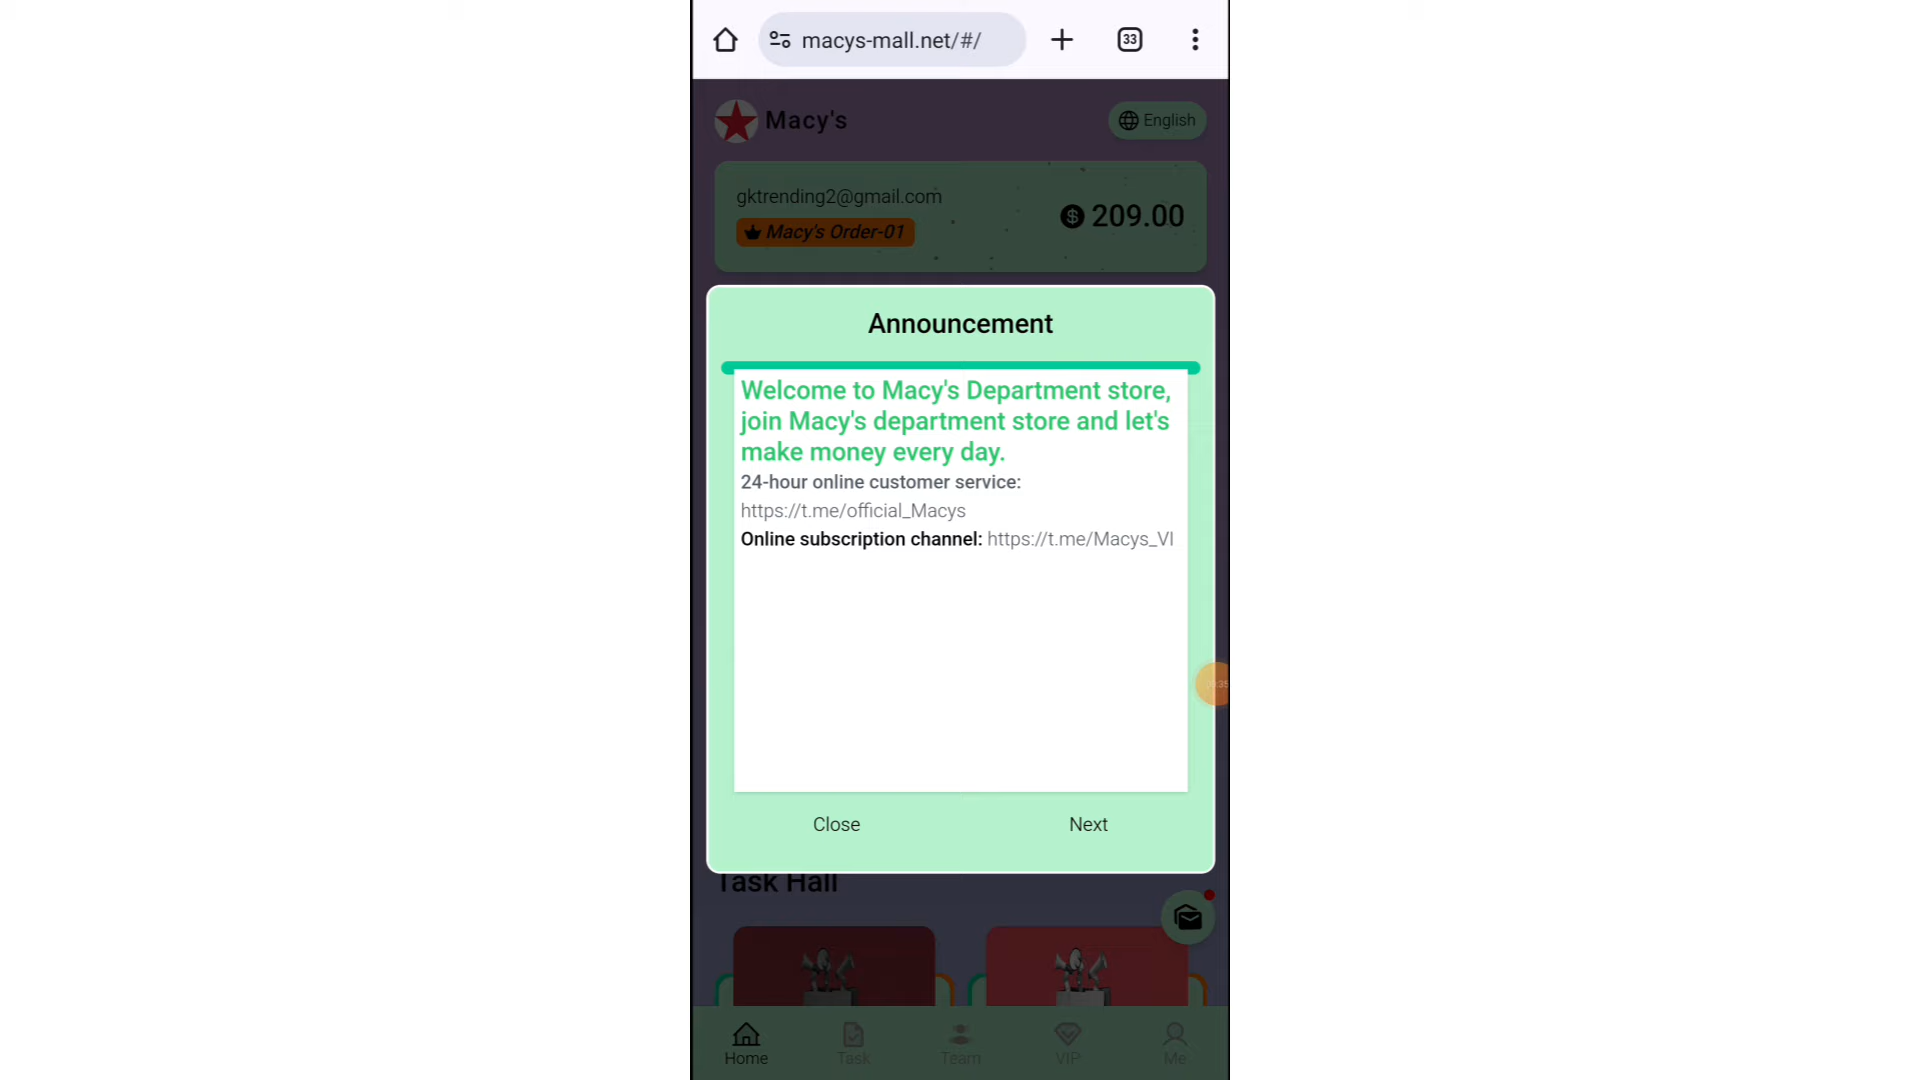 macys-mall.net/#/
33
Macy's
English
gktrending2@gmail.com
Macy's Order-01
209.00
Announcement
Welcome to Macy's Department store,
join Macy's department store and let's
make money every day.
24-hour online customer service:
https://t.me/official_Macys
Online subscription channel: https://t.me/Macys_VI
Close
Next
Task Hall
Home
Task
Team
VIP
Me